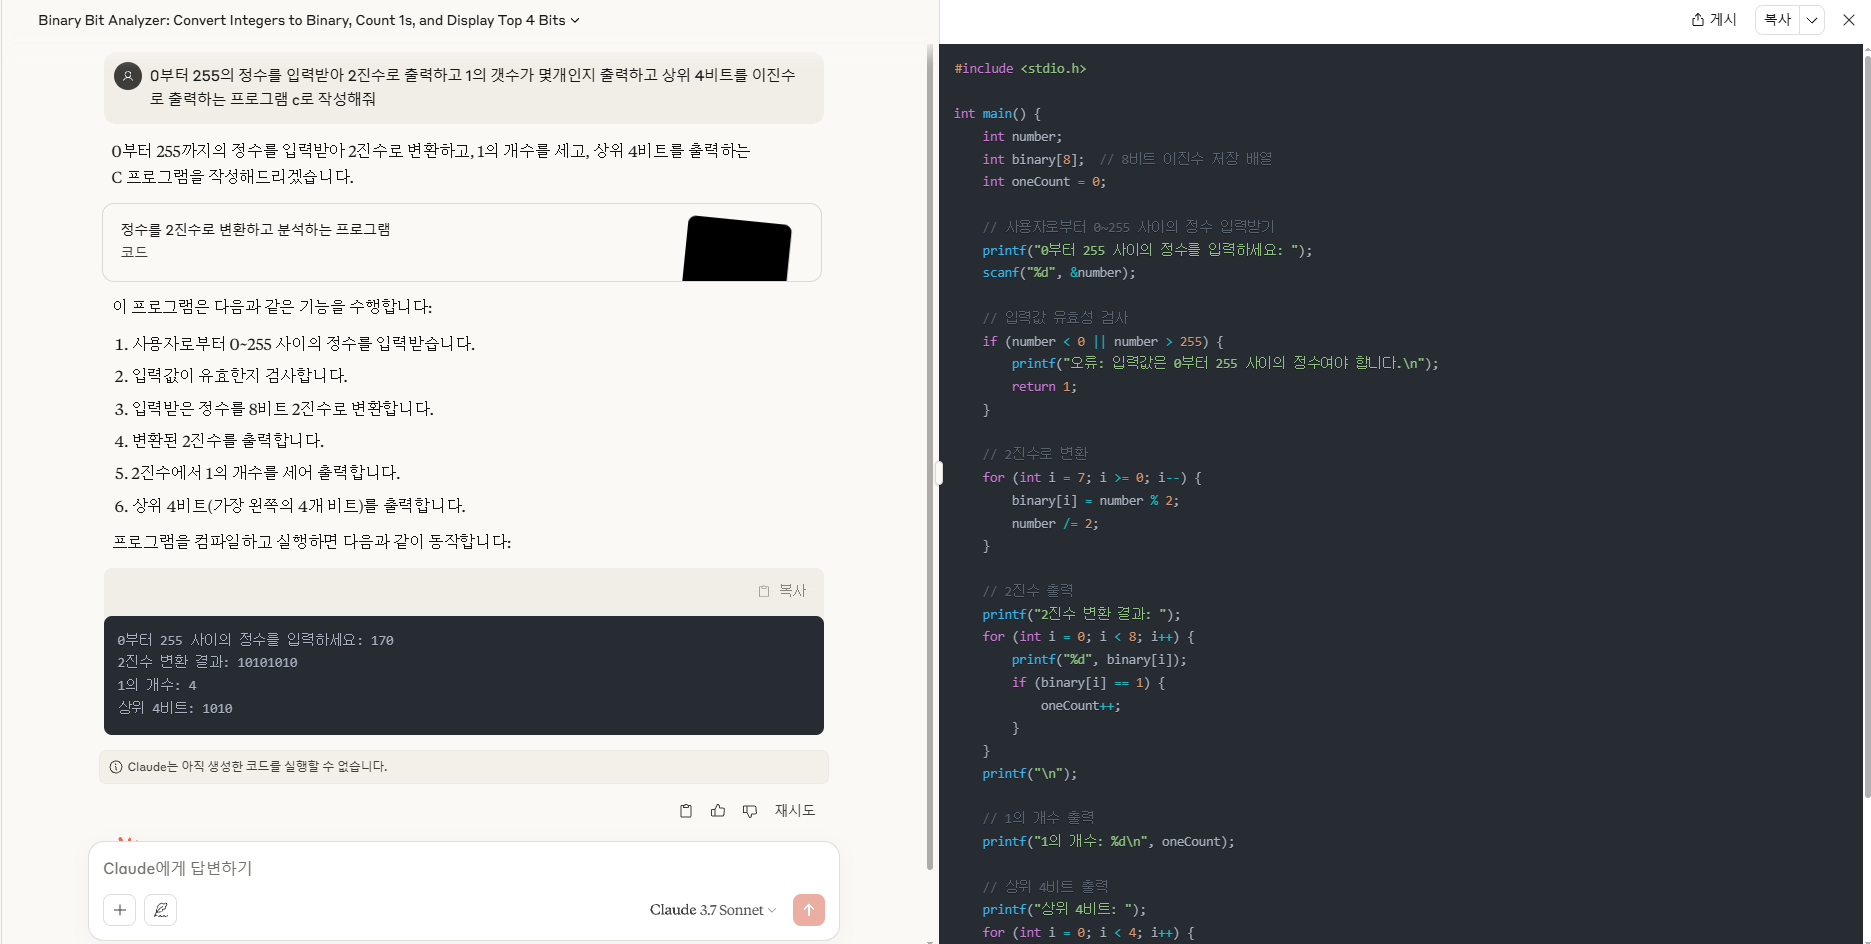 Binary Bit Analyzer: Convert Integers to Binary, Count 1s, and Display Top 4 Bits
0부터 255의 정수를 입력받아 2진수로 출력하고 1의 갯수가 몇개인지 출력하고 상위 4비트를 이진수
로 출력하는 프로그램 c로 작성해줘
0부터 255까지의 정수를 입력받아 2진수로 변환하고, 1의 개수를 세고, 상위 4비트를 출력하는
C 프로그램을 작성해드리겠습니다.
정수를 2진수로 변환하고 분석하는 프로그램
코드
이 프로그램은 다음과 같은 기능을 수행합니다:
1. 사용자로부터 0~255 사이의 정수를 입력받습니다.
2. 입력값이 유효한지 검사합니다.
3. 입력받은 정수를 8비트 2진수로 변환합니다.
4. 변환된 2진수를 출력합니다.
5. 2진수에서 1의 개수를 세어 출력합니다.
6. 상위 4비트(가장 왼쪽의 4개 비트)를 출력합니다.
프로그램을 컴파일하고 실행하면 다음과 같이 동작합니다:
복사
0부터 255 사이의 정수를 입력하세요: 170
2진수 변환 결과: 10101010
1의 개수: 4
상위 4비트: 1010
Claude는 아직 생성한 코드를 실행할 수 없습니다.
재시도
Claude에게 답변하기
Claude 3.7 Sonnet
게시
복사
#include <stdio.h>
int main() {
int number;
int binary[8];  // 8비트 이진수 저장 배열
int oneCount = 0;
// 사용자로부터 0~255 사이의 정수 입력받기
printf("0부터 255 사이의 정수를 입력하세요: ");
scanf("%d", &number);
// 입력값 유효성 검사
if (number < 0 || number > 255) {
printf("오류: 입력값은 0부터 255 사이의 정수여야 합니다.\n");
return 1;
}
// 2진수로 변환
for (int i = 7; i >= 0; i--) {
binary[i] = number % 2;
number /= 2;
}
// 2진수 출력
printf("2진수 변환 결과: ");
for (int i = 0; i < 8; i++) {
printf("%d", binary[i]);
if (binary[i] == 1) {
oneCount++;
}
}
printf("\n");
// 1의 개수 출력
printf("1의 개수: %d\n", oneCount);
// 상위 4비트 출력
printf("상위 4비트: ");
for (int i = 0; i < 4; i++) {